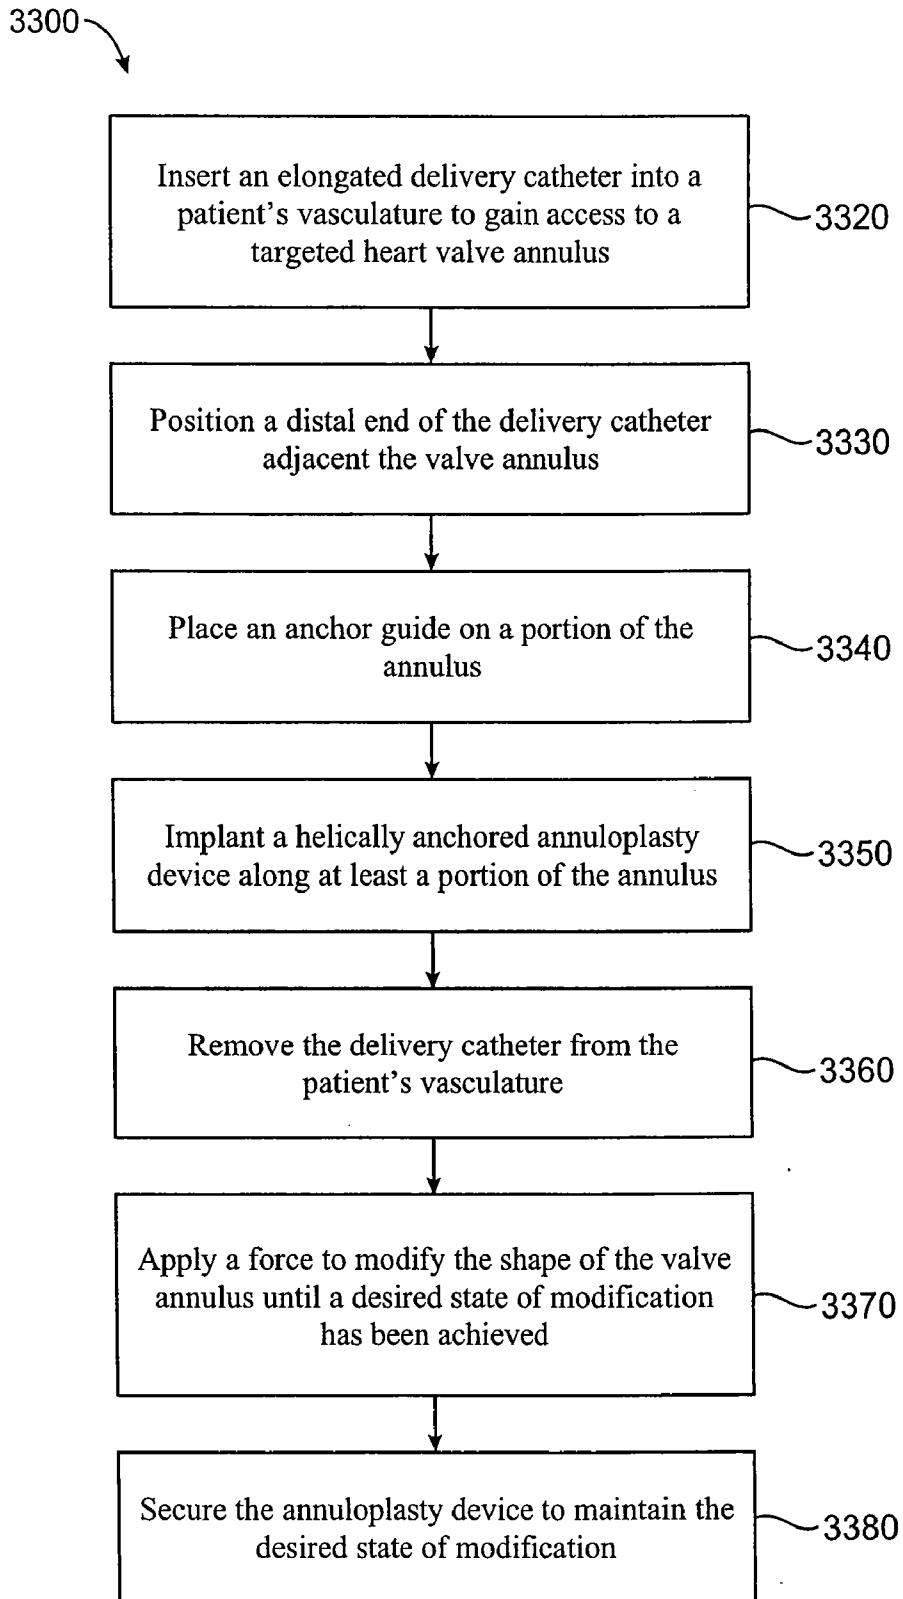 3300
Insert an elongated delivery catheter into a
patient's vasculature to gain access to a
targeted heart valve annulus
3320
Position a distal end of the delivery catheter
adjacent the valve annulus
3330
Place an anchor guide on a portion of the
annulus
3340
Implant a helically anchored annuloplasty
device along at least a portion of the annulus
3350
Remove the delivery catheter from the
patient's vasculature
3360
Apply a force to modify the shape of the valve
annulus until a desired state of modification
has been achieved
3370
Secure the annuloplasty device to maintain the
desired state of modification
3380